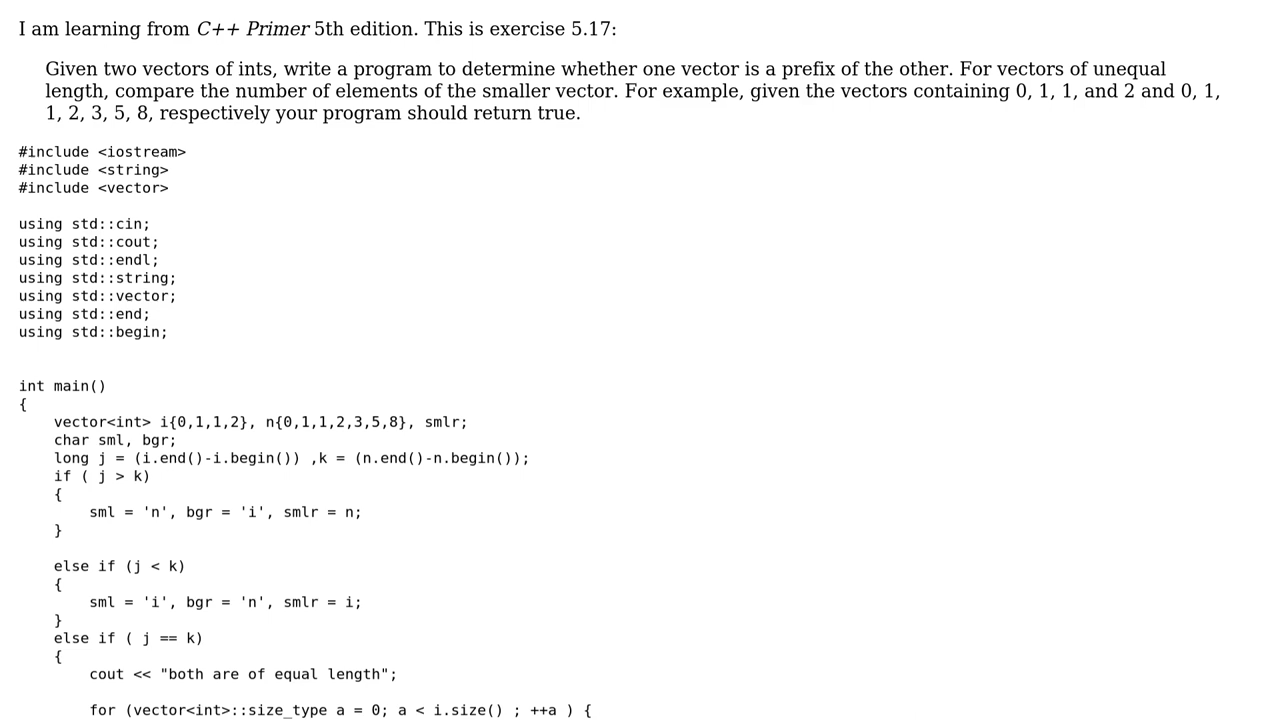 I am learning from C++ Primer 5th edition. This is exercise 5.17:
Given two vectors of ints, write a program to determine whether one vector is a prefix of the other. For vectors of unequal
length, compare the number of elements of the smaller vector. For example, given the vectors containing 0, 1, 1, and 2 and 0, 1,
1, 2, 3, 5, 8, respectively your program should return true.
#include <iostream>
#include <string>
#include <vector>
using std::cin;
using std::cout;
using std::endl;
using std::string;
using std::vector;
using std::end;
using std::begin;
int main()
{
    vector<int> i{0,1,1,2}, n{0,1,1,2,3,5,8}, smlr;
    char sml, bgr;
    long j = (i.end()-i.begin()) ,k = (n.end()-n.begin());
    if ( j > k)
    {
        sml = 'n', bgr = 'i', smlr = n;
    }
    else if (j < k)
    {
        sml = 'i', bgr = 'n', smlr = i;
    }
    else if ( j == k)
    {
        cout << "both are of equal length";
        for (vector<int>::size_type a = 0; a < i.size() ; ++a ) {